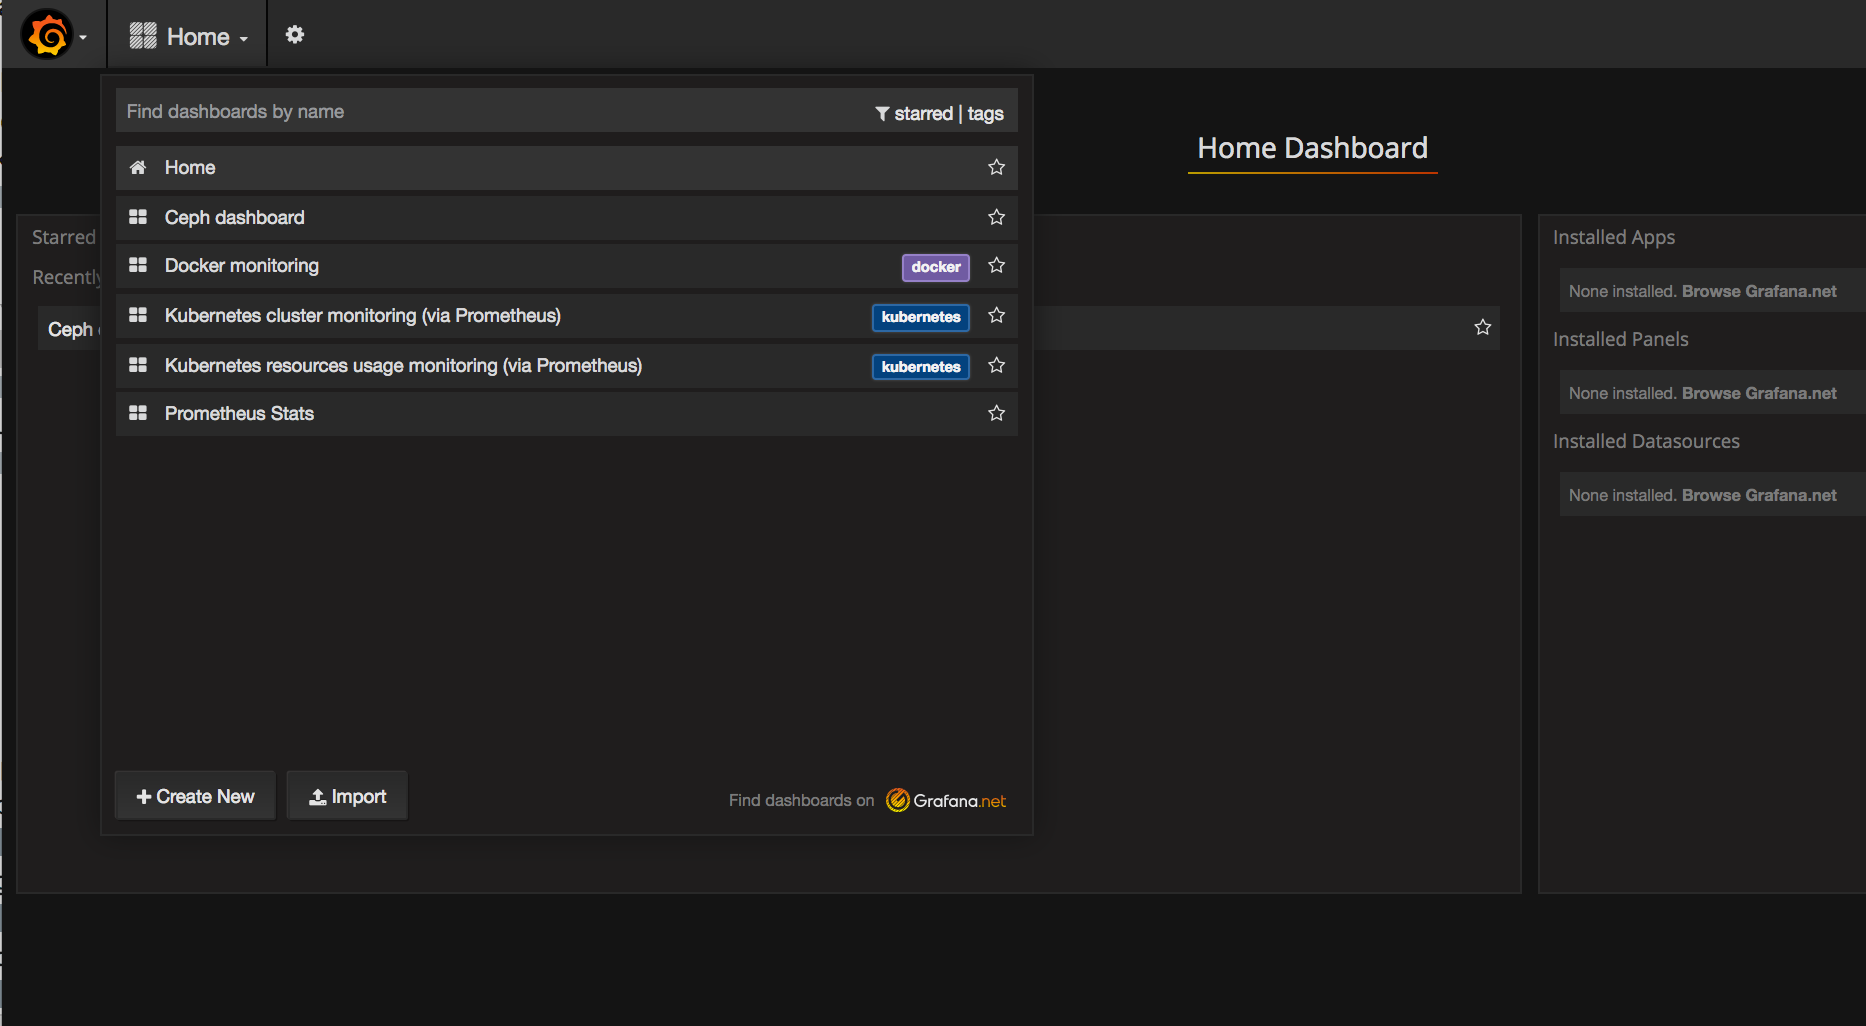 Home
Find dashboards by name
starred | tags
Home
Ceph dashboard
Docker monitoring docker
Kubernetes cluster monitoring (via Prometheus) kubernetes
Kubernetes resources usage monitoring (via Prometheus) kubernetes
Prometheus Stats
Create New
Import
Find dashboards on Grafana.net
Home Dashboard
Starred
Recently
Ceph
Installed Apps
None installed. Browse Grafana.net
Installed Panels
None installed. Browse Grafana.net
Installed Datasources
None installed. Browse Grafana.net